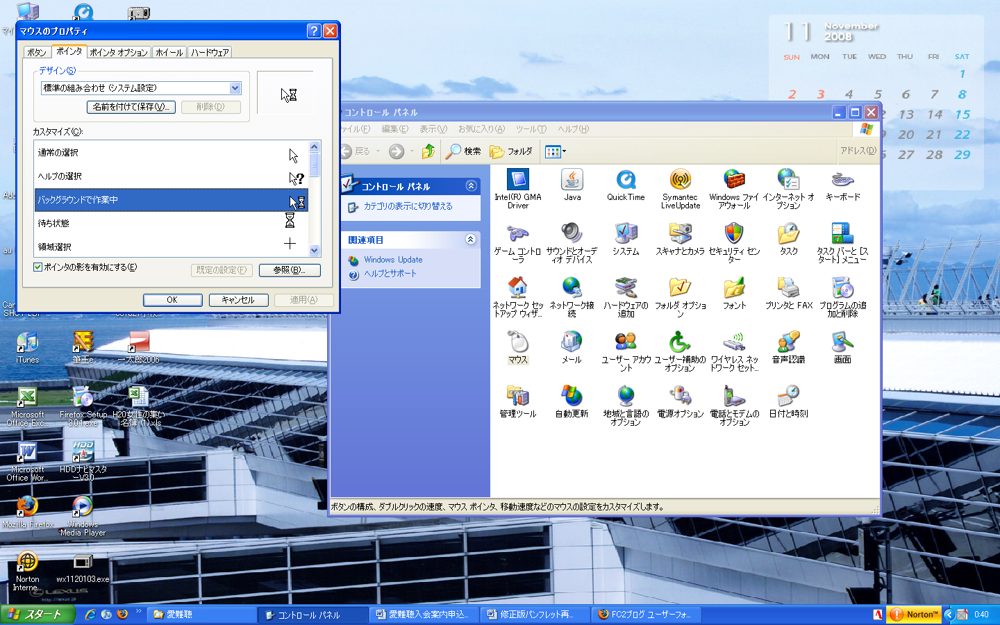 マウスのプロパティ
ボタン
ポインタ
ポインタ オプション
ホイール
ハードウェア
デザイン(S)
標準の組み合わせ (システム設定)
名前を付けて保存(V)...
削除(D)
カスタマイズ(C):
通常の選択
ヘルプの選択
バックグラウンドで作業中
待ち状態
領域選択
ポインタの影を有効にする(E)
既定の設定(F)
参照(B)...
OK
キャンセル
適用(A)
11
November
2008
SUN MON TUE WED THU FRI SAT
1
2 3 4 5 6 7 8
13 14 15
20 21 22
27 28 29
コントロール パネル
ァイル(F) 編集(E) 表示(V) お気に入り(A) ツール(T) ヘルプ(H)
戻る
検索
フォルダ
アドレス(D)
コントロール パネル
カテゴリの表示に切り替える
関連項目
Windows Update
ヘルプとサポート
Intel(R) GMA Driver
Java
QuickTime
Symantec LiveUpdate
Windows ファイアウォール
インターネット オプション
キーボード
ゲーム コントローラ
サウンドとオーディオ デバイス
システム
スキャナとカメラ
セキュリティ センター
タスク
タスク バーと [スタート] メニュー
ネットワーク セットアップ ウィザ...
ネットワーク接続
ハードウェアの追加
フォルダ オプション
フォント
プリンタと FAX
プログラムの追加と削除
マウス
メール
ユーザー アカウント
ユーザー補助のオプション
ワイヤレス ネットワーク セット...
音声認識
画面
管理ツール
自動更新
地域と言語のオプション
電源オプション
電話とモデムのオプション
日付と時刻
ボタンの構成、ダブルクリックの速度、マウス ポインタ、移動速度などのマウスの設定をカスタマイズします。
iTunes
筆王e
一太郎2006
Microsoft Office Exc...
Firefox Setup 3.0.1.exe
H20女性の集い名簿 (1).xls
Microsoft Office Wor...
HDDナビマスターV3.0
Mozilla Firefox
Windows Media Player
Norton Interne...
wx1120103.exe
LEXUS
http://lexus.jp
スタート
愛難聴
コントロール パネル
愛難聴入会案内申込...
修正版パンフレット再...
FC2ブログ ユーザーフォ...
Norton™
0:40